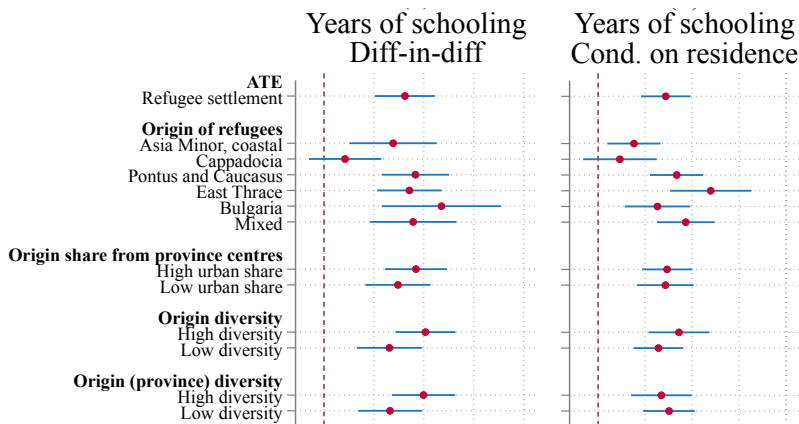 Years of schooling
Diff-in-diff
Years of schooling
Cond. on residence
ATE
Refugee settlement
Origin of refugees
Asia Minor, coastal
Cappadocia
Pontus and Caucasus
East Thrace
Bulgaria
Mixed
Origin share from province centres
High urban share
Low urban share
Origin diversity
High diversity
Low diversity
Origin (province) diversity
High diversity
Low diversity